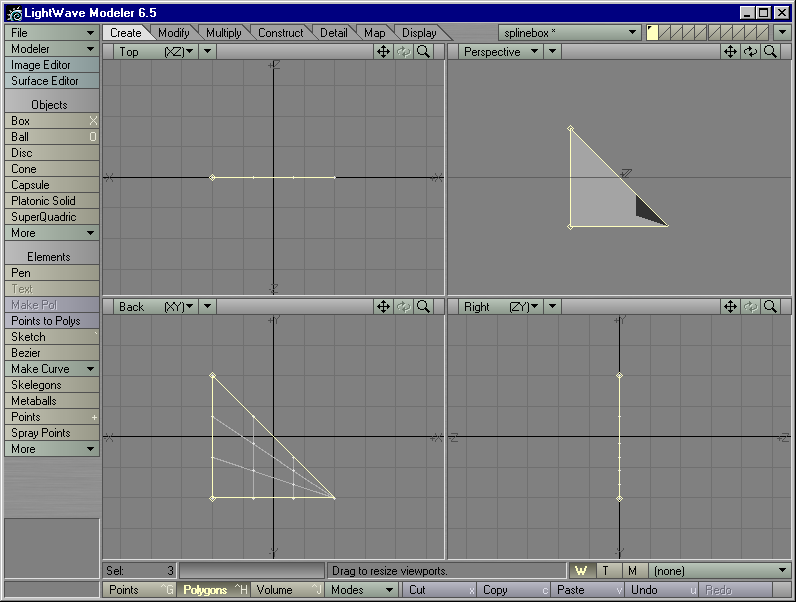 LightWave Modeler 6.5
File
Create Modify Multiply Construct Detail Map Display splinebox *
Modeler
Top (XZ) Perspective
Image Editor
Surface Editor
Objects
Box X
Ball O
Disc
Cone
Capsule
Platonic Solid
SuperQuadric
More
Elements
Pen
Text
Make Pol
Back (XY) Right (ZY)
Points to Polys
Sketch `
Bezier
Make Curve
Skelegons
Metaballs
Points +
Spray Points
More
Z
X X
Z
Z
Y
X X
Y
Y
Z Z
Y
Sel: 3 Drag to resize viewports. W T M (none)
Points ^G Polygons ^H Volume ^J Modes Cut x Copy c Paste v Undo u Redo